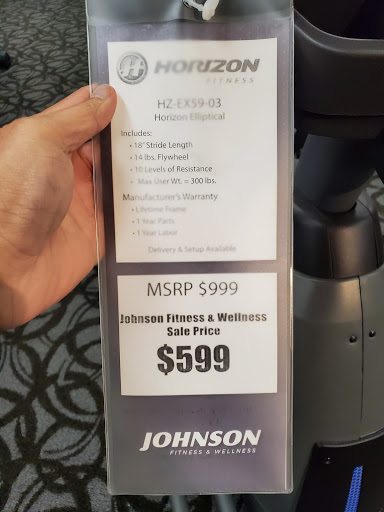 HORIZON
FITNESS
HZ-EX59-03
Horizon Elliptical
Includes:
• 18" Stride Length
• 14 lbs. Flywheel
• 10 Levels of Resistance
• Max User Wt. = 300 lbs.
Manufacturer's Warranty
• Lifetime Frame
• 1 Year Parts
• 1 Year Labor
Delivery & Setup Available
MSRP $999
Johnson Fitness & Wellness
Sale Price
$599
JOHNSON
FITNESS & WELLNESS